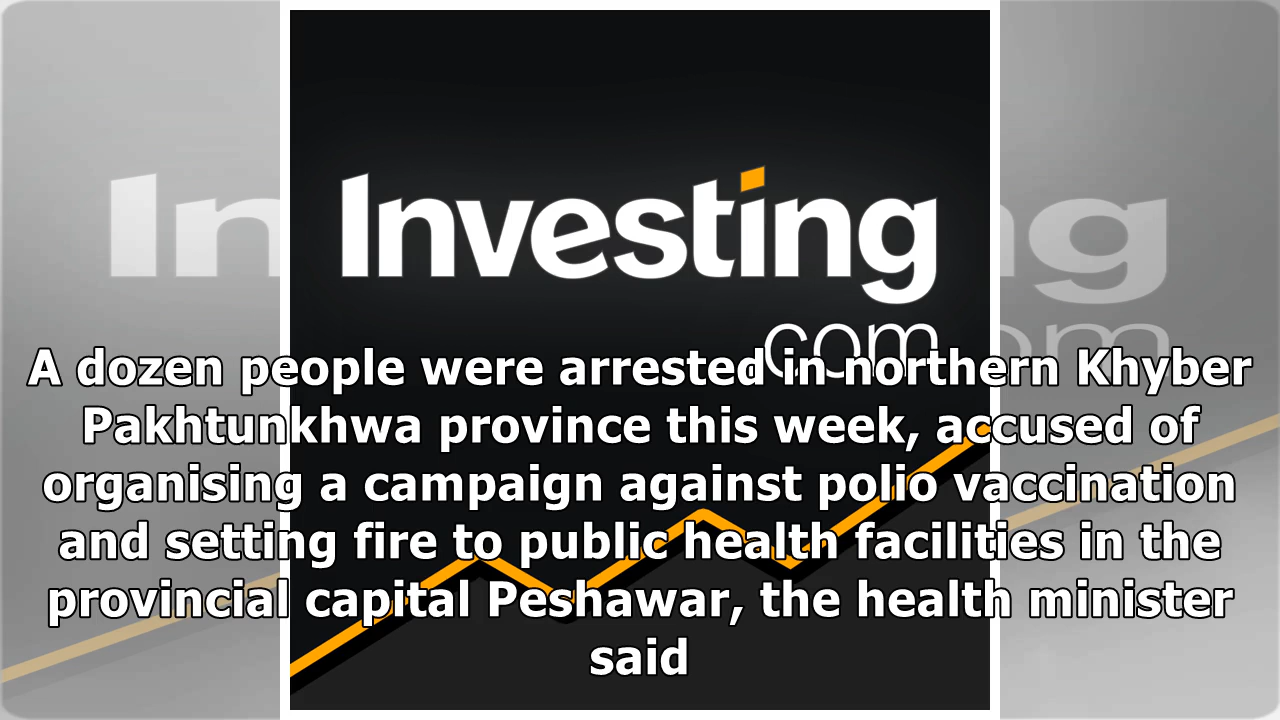 Investing
.com
A dozen people were arrested in northern Khyber
Pakhtunkhwa province this week, accused of
organising a campaign against polio vaccination
and setting fire to public health facilities in the
provincial capital Peshawar, the health minister
said